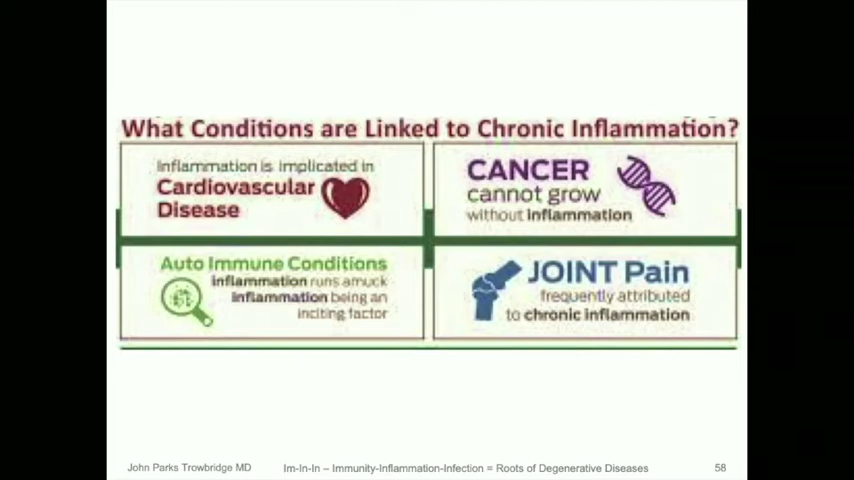 What Conditions are Linked to Chronic Inflammation?
Inflammation is implicated in
Cardiovascular
Disease
CANCER
cannot grow
without inflammation
Auto Immune Conditions
inflammation runs amuck
inflammation being an
inciting factor
JOINT Pain
frequently attributed
to chronic inflammation
John Parks Trowbridge MD
Im-In-In – Immunity-Inflammation-Infection = Roots of Degenerative Diseases
58